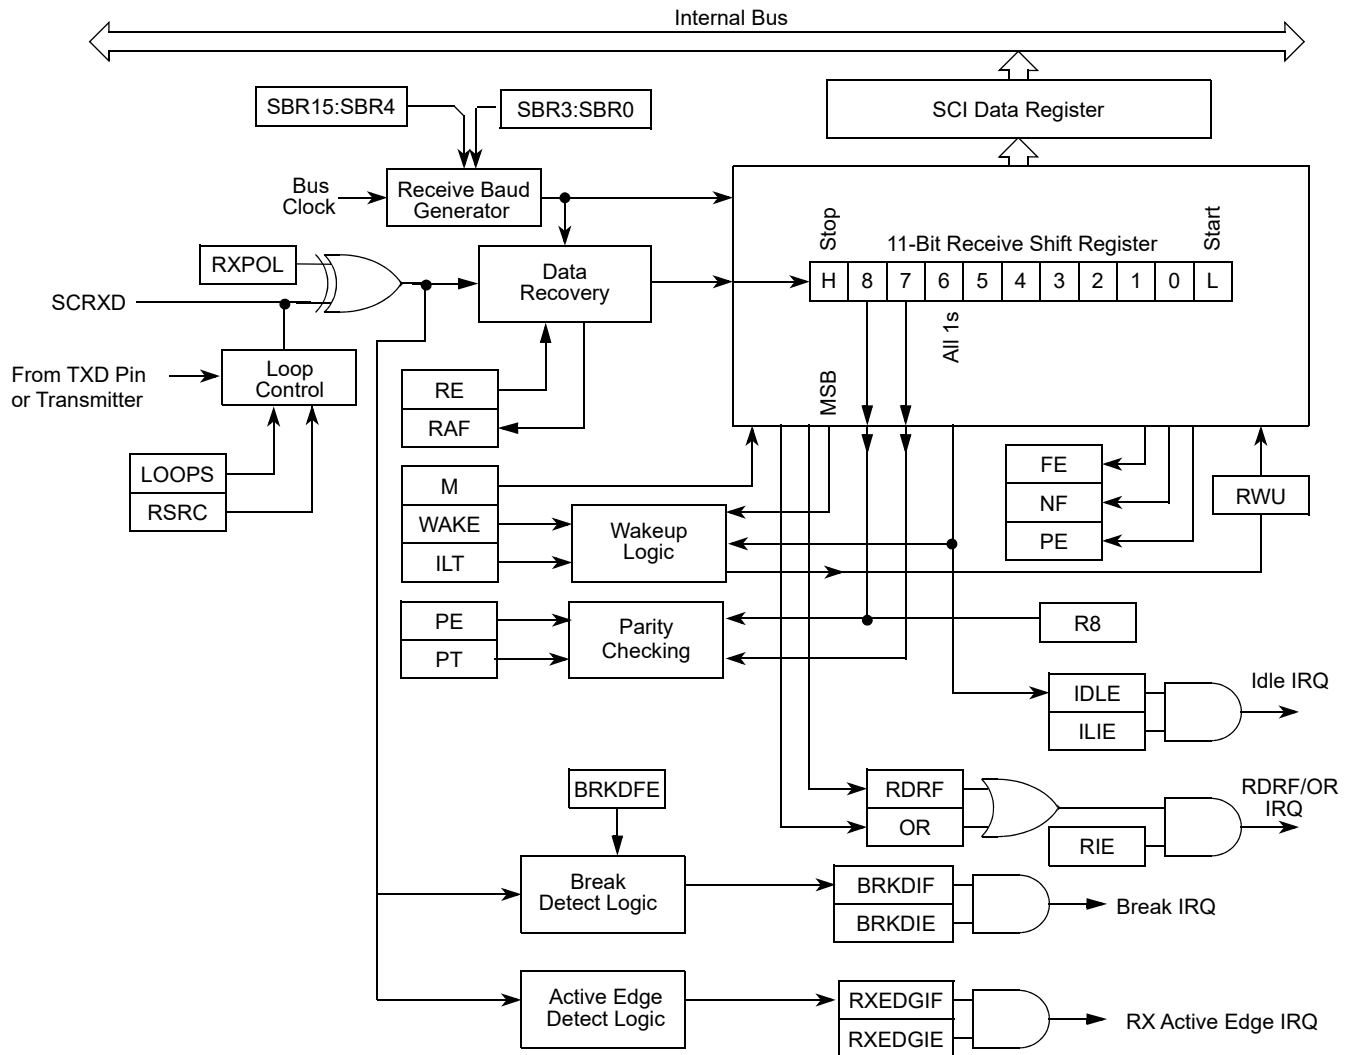 Internal Bus
SBR15:SBR4
SBR3:SBR0
SCI Data Register
Bus
Clock
Receive Baud
Generator
Stop
11-Bit Receive Shift Register
Start
RXPOL
Data
Recovery
H 8 7 6 5 4 3 2 1 0 L
SCRXD
All 1s
From TXD Pin
or Transmitter
Loop
Control
MSB
RE
RAF
LOOPS
RSRC
M
WAKE
ILT
Wakeup
Logic
FE
NF
PE
RWU
PE
PT
Parity
Checking
R8
IDLE
ILIE
Idle IRQ
BRKDFE
RDRF
OR
RIE
RDRF/OR
IRQ
Break
Detect Logic
BRKDIF
BRKDIE
Break IRQ
Active Edge
Detect Logic
RXEDGIF
RXEDGIE
RX Active Edge IRQ